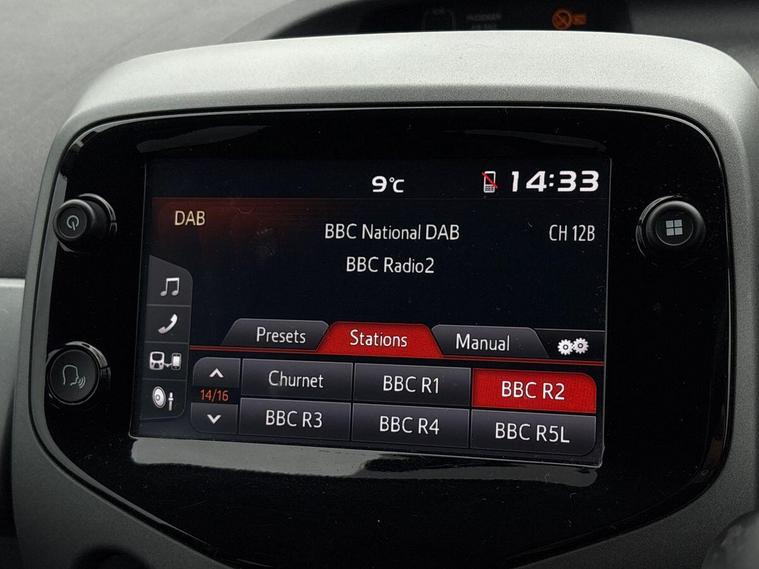 9°C 14:33
DAB
BBC National DAB
CH 12B
BBC Radio2
Presets Stations Manual
14/16
Churnet BBC R1 BBC R2
BBC R3 BBC R4 BBC R5L